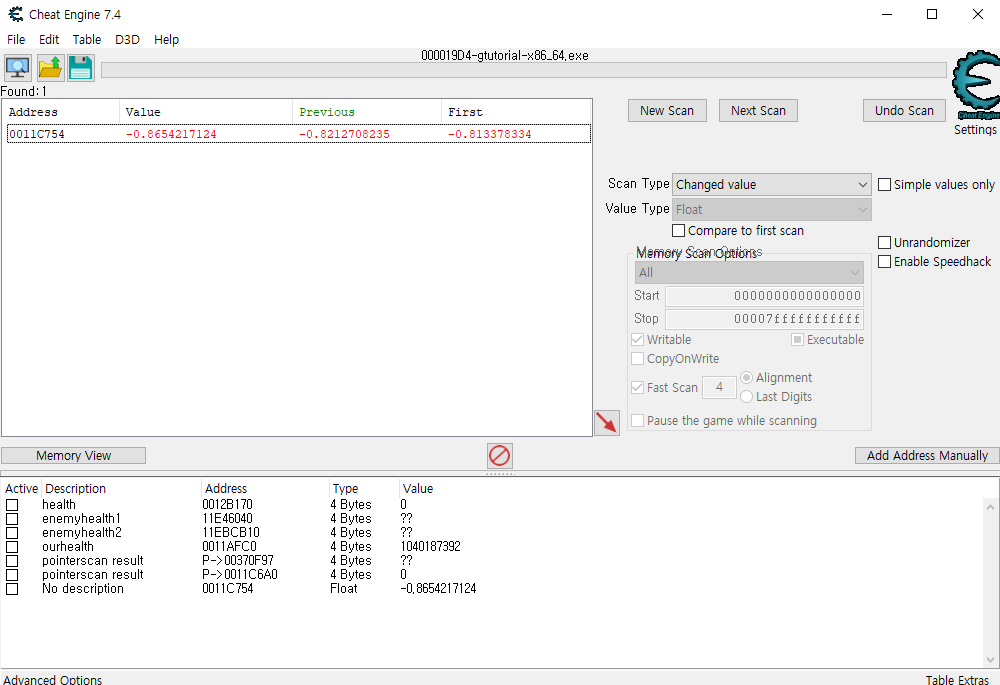 Cheat Engine 7.4
File Edit Table D3D Help
000019D4-gtutorial-x86_64.exe
Found:1
Address Value Previous First
0011C754 -0.8654217124 -0.8212708235 -0.813378334
New Scan Next Scan Undo Scan
Cheat Engine
Settings
Scan Type Changed value Simple values only
Value Type Float
Compare to first scan
Unrandomizer
Enable Speedhack
Memory Scan Options
All
Start 0000000000000000
Stop 00007fffffffffff
Writable Executable
CopyOnWrite
Fast Scan 4 Alignment
Last Digits
Pause the game while scanning
Memory View Add Address Manually
Active Description Address Type Value
health 0012B170 4 Bytes 0
enemyhealth1 11E46040 4 Bytes ??
enemyhealth2 11EBCB10 4 Bytes ??
ourhealth 0011AFC0 4 Bytes 1040187392
pointerscan result P->00370F97 4 Bytes ??
pointerscan result P->0011C6A0 4 Bytes 0
No description 0011C754 Float -0.8654217124
Advanced Options Table Extras